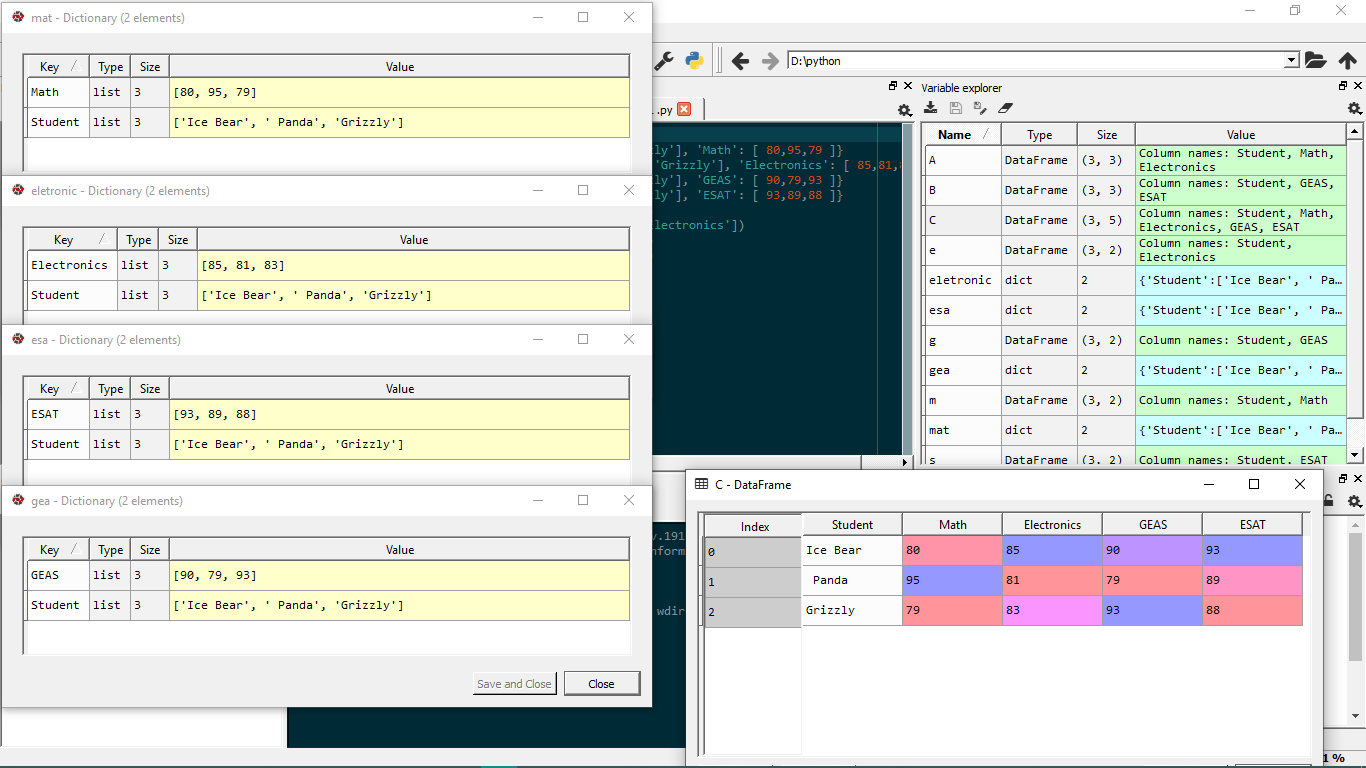 mat - Dictionary (2 elements)
Key Type Size Value
Math list 3 [80, 95, 79]
Student list 3 ['Ice Bear', ' Panda', 'Grizzly']
eletronic - Dictionary (2 elements)
Key Type Size Value
Electronics list 3 [85, 81, 83]
Student list 3 ['Ice Bear', ' Panda', 'Grizzly']
esa - Dictionary (2 elements)
Key Type Size Value
ESAT list 3 [93, 89, 88]
Student list 3 ['Ice Bear', ' Panda', 'Grizzly']
gea - Dictionary (2 elements)
Key Type Size Value
GEAS list 3 [90, 79, 93]
Student list 3 ['Ice Bear', ' Panda', 'Grizzly']
Save and Close Close
D:\python
.py
ly'], 'Math': [ 80,95,79 ]}
'Grizzly'], 'Electronics': [ 85,81,
ly'], 'GEAS': [ 90,79,93 ]}
ly'], 'ESAT': [ 93,89,88 ]}
lectronics'])
v.191
nform
wdir
Variable explorer
Name Type Size Value
A DataFrame (3, 3) Column names: Student, Math,
Electronics
B DataFrame (3, 3) Column names: Student, GEAS,
ESAT
C DataFrame (3, 5) Column names: Student, Math,
Electronics, GEAS, ESAT
e DataFrame (3, 2) Column names: Student,
Electronics
eletronic dict 2 {'Student':['Ice Bear', ' Pa…
esa dict 2 {'Student':['Ice Bear', ' Pa…
g DataFrame (3, 2) Column names: Student, GEAS
gea dict 2 {'Student':['Ice Bear', ' Pa…
m DataFrame (3, 2) Column names: Student, Math
mat dict 2 {'Student':['Ice Bear', ' Pa…
s DataFrame (3, 2) Column names: Student, ESAT
C - DataFrame
Index Student Math Electronics GEAS ESAT
0 Ice Bear 80 85 90 93
1 Panda 95 81 79 89
2 Grizzly 79 83 93 88
1 %